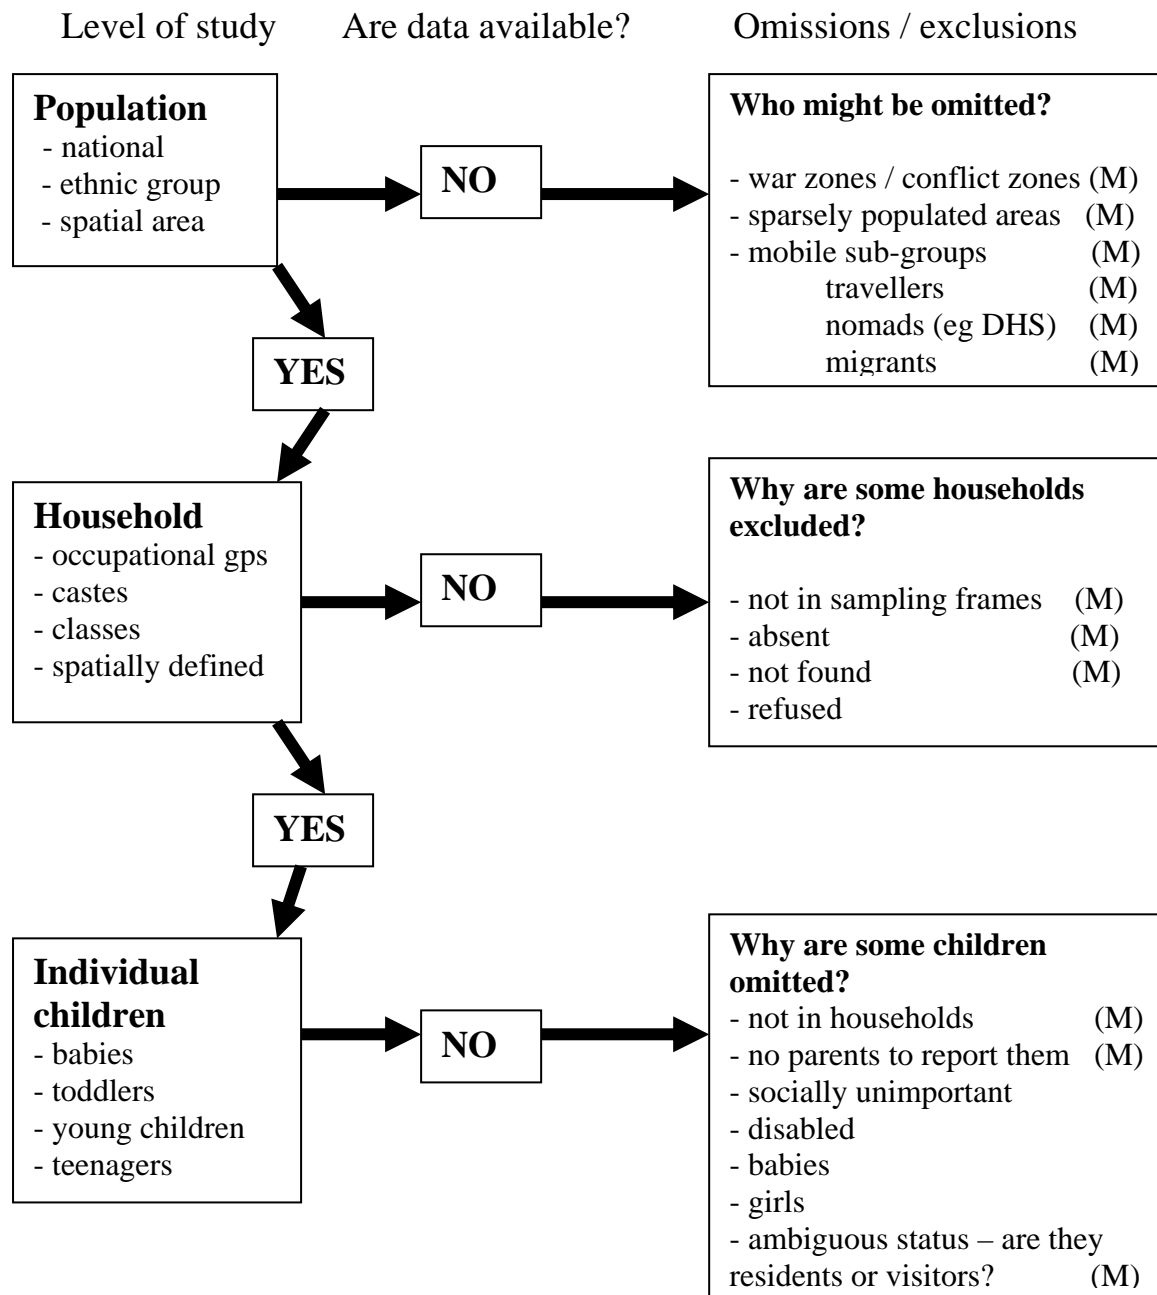 Level of study Are data available? Omissions / exclusions
Population
- national
- ethnic group
- spatial area
NO
Who might be omitted?
- war zones / conflict zones (M)
- sparsely populated areas (M)
- mobile sub-groups (M)
travellers (M)
nomads (eg DHS) (M)
migrants (M)
YES
Household
- occupational gps
- castes
- classes
- spatially defined
NO
Why are some households
excluded?
- not in sampling frames (M)
- absent (M)
- not found (M)
- refused
YES
Individual
children
- babies
- toddlers
- young children
- teenagers
NO
Why are some children
omitted?
- not in households (M)
- no parents to report them (M)
- socially unimportant
- disabled
- babies
- girls
- ambiguous status – are they
residents or visitors? (M)